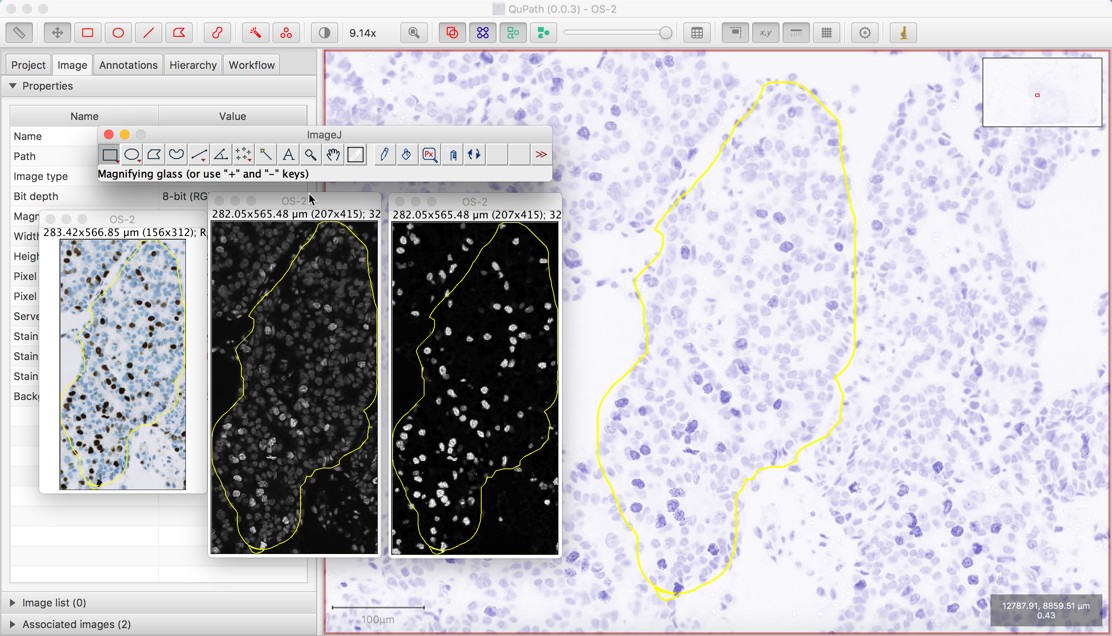 QuPath (0.0.3) - OS-2
9.14x
x,y
Project Image Annotations Hierarchy Workflow
Properties
Name Value
Name
Path
Image type
Bit depth 8-bit (RG
Magn
Width
Heigh
Pixel
Pixel
Serve
Stain
Stain
Stain
Backg
ImageJ
Px
Magnifying glass (or use "+" and "-" keys)
OS-2
283.42x566.85 µm (156x312); R
OS-2
282.05x565.48 µm (207x415); 32
OS-2
282.05x565.48 µm (207x415); 32
Image list (0)
Associated images (2)
100µm
12787.91, 8859.51 µm
0.43